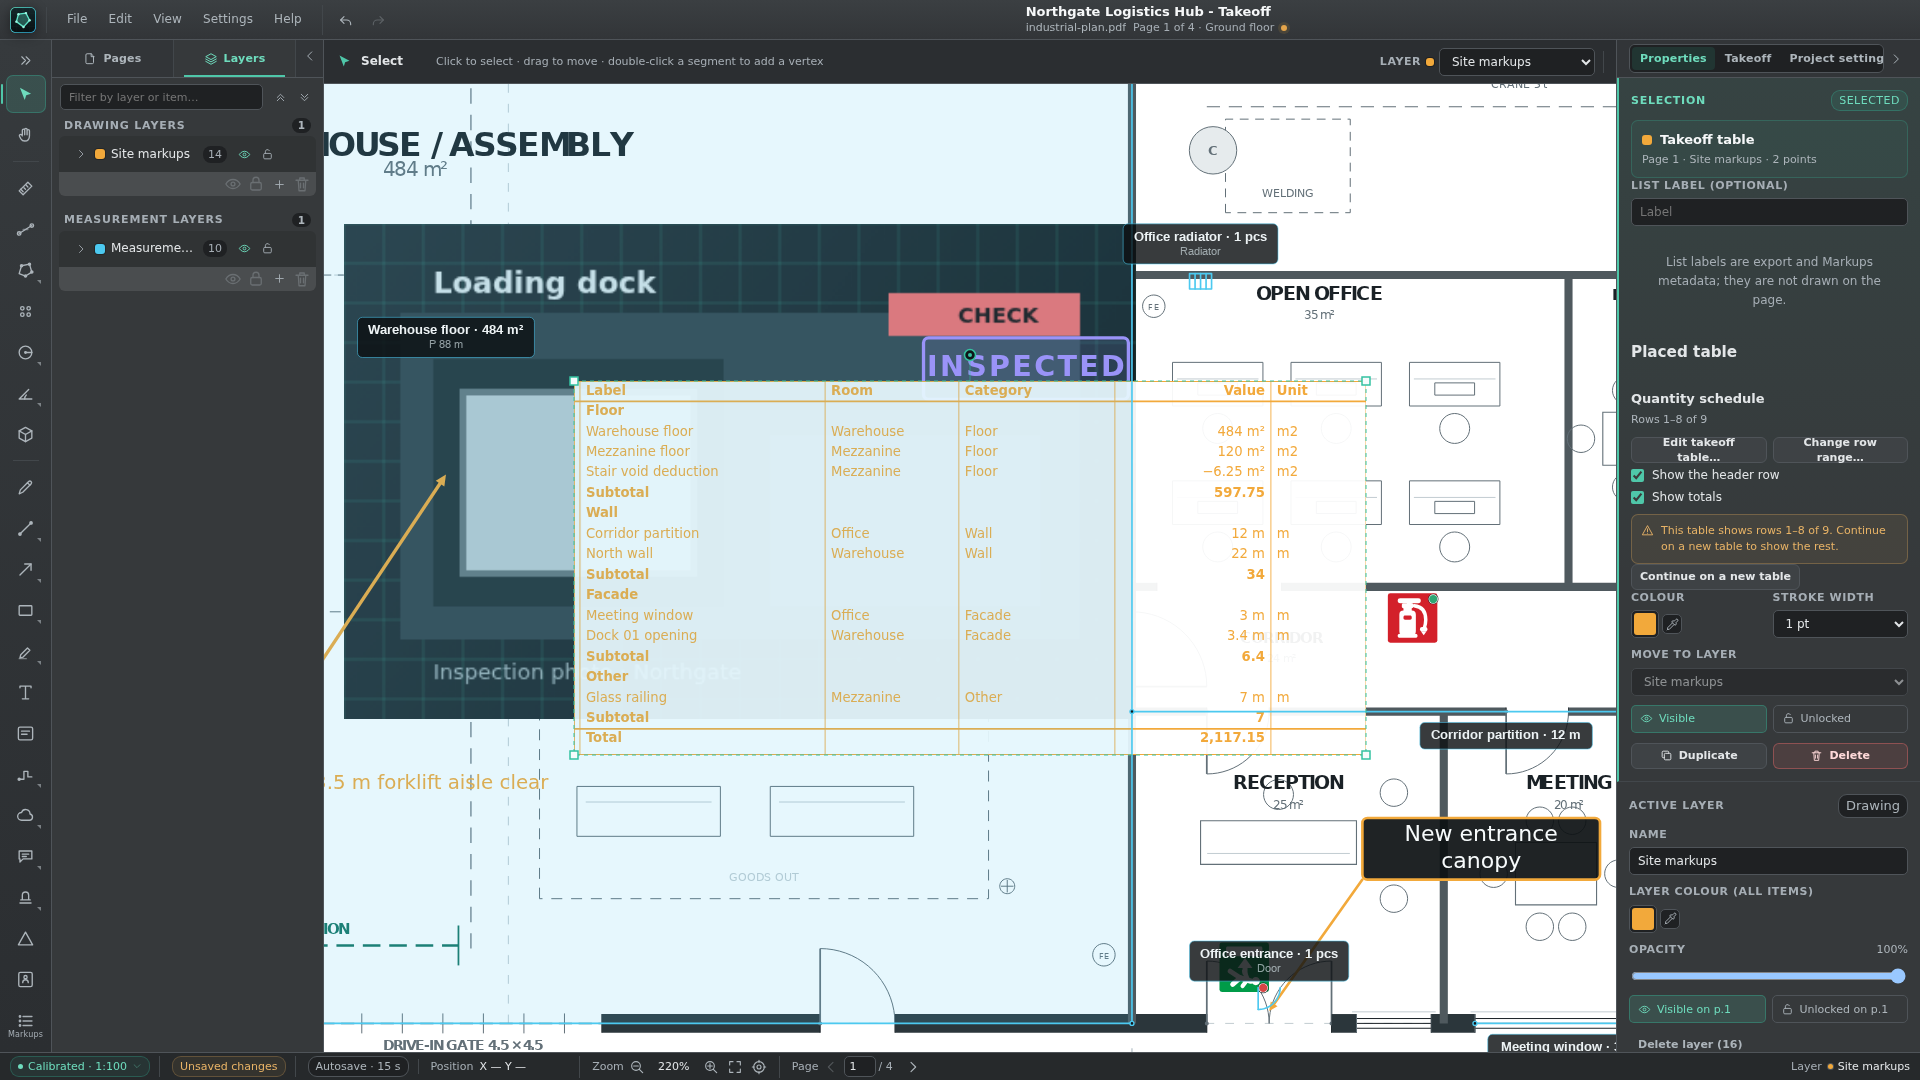 File Edit View Settings Help
Northgate Logistics Hub - Takeoff
industrial-plan.pdf Page 1 of 4 · Ground floor
Pages Layers
Select
Click to select · drag to move · double-click a segment to add a vertex
LAYER Site markups
Properties Takeoff Project setting
Filter by layer or item…
DRAWING LAYERS 1
Site markups 14
MEASUREMENT LAYERS 1
Measureme… 10
Markups
HOUSE / ASSEMBLY
484 m²
CRANE 5 t
C
WELDING
Loading dock
CHECK
INSPECTED
Warehouse floor · 484 m²
P 88 m
Office radiator · 1 pcs
Radiator
FE
OPEN OFFICE
35 m²
Label Room Category Value Unit
Floor
Warehouse floor Warehouse Floor 484 m² m2
Mezzanine floor Mezzanine Floor 120 m² m2
Stair void deduction Mezzanine Floor −6.25 m² m2
Subtotal 597.75
Wall
Corridor partition Office Wall 12 m m
North wall Warehouse Wall 22 m m
Subtotal 34
Facade
Meeting window Office Facade 3 m m
Dock 01 opening Warehouse Facade 3.4 m m
Subtotal 6.4
Other
Glass railing Mezzanine Other 7 m m
Subtotal 7
Total 2,117.15
Inspection ph Northgate
Corridor partition · 12 m
.5 m forklift aisle clear
RECEPTION
25 m²
MEETING
20 m²
New entrance
canopy
GOODS OUT
ION
FE
Office entrance · 1 pcs
Door
DRIVE-IN GATE 4.5 × 4.5
Meeting window · 3
SELECTION SELECTED
Takeoff table
Page 1 · Site markups · 2 points
LIST LABEL (OPTIONAL)
Label
List labels are export and Markups
metadata; they are not drawn on the
page.
Placed table
Quantity schedule
Rows 1–8 of 9
Edit takeoff
table…
Change row
range…
Show the header row
Show totals
This table shows rows 1–8 of 9. Continue
on a new table to show the rest.
Continue on a new table
COLOUR STROKE WIDTH
1 pt
MOVE TO LAYER
Site markups
Visible Unlocked
Duplicate Delete
ACTIVE LAYER Drawing
NAME
Site markups
LAYER COLOUR (ALL ITEMS)
OPACITY 100%
Visible on p.1 Unlocked on p.1
Delete layer (16)
Calibrated · 1:100 Unsaved changes Autosave · 15 s Position X — Y — Zoom 220% Page 1 / 4 Layer Site markups